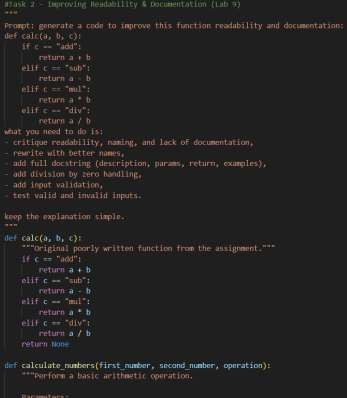 #Task 2 - Improving Readability & Documentation (Lab 9)
"""
Prompt: generate a code to improve this function readability and documentation:
def calc(a, b, c):
    if c == "add":
        return a + b
    elif c == "sub":
        return a - b
    elif c == "mul":
        return a * b
    elif c == "div":
        return a / b
what you need to do is:
- critique readability, naming, and lack of documentation,
- rewrite with better names,
- add full docstring (description, params, return, examples),
- add division by zero handling,
- add input validation,
- test valid and invalid inputs.

keep the explanation simple.
"""
def calc(a, b, c):
    """Original poorly written function from the assignment."""
    if c == "add":
        return a + b
    elif c == "sub":
        return a - b
    elif c == "mul":
        return a * b
    elif c == "div":
        return a / b
    return None

def calculate_numbers(first_number, second_number, operation):
    """Perform a basic arithmetic operation.

    Parameters: